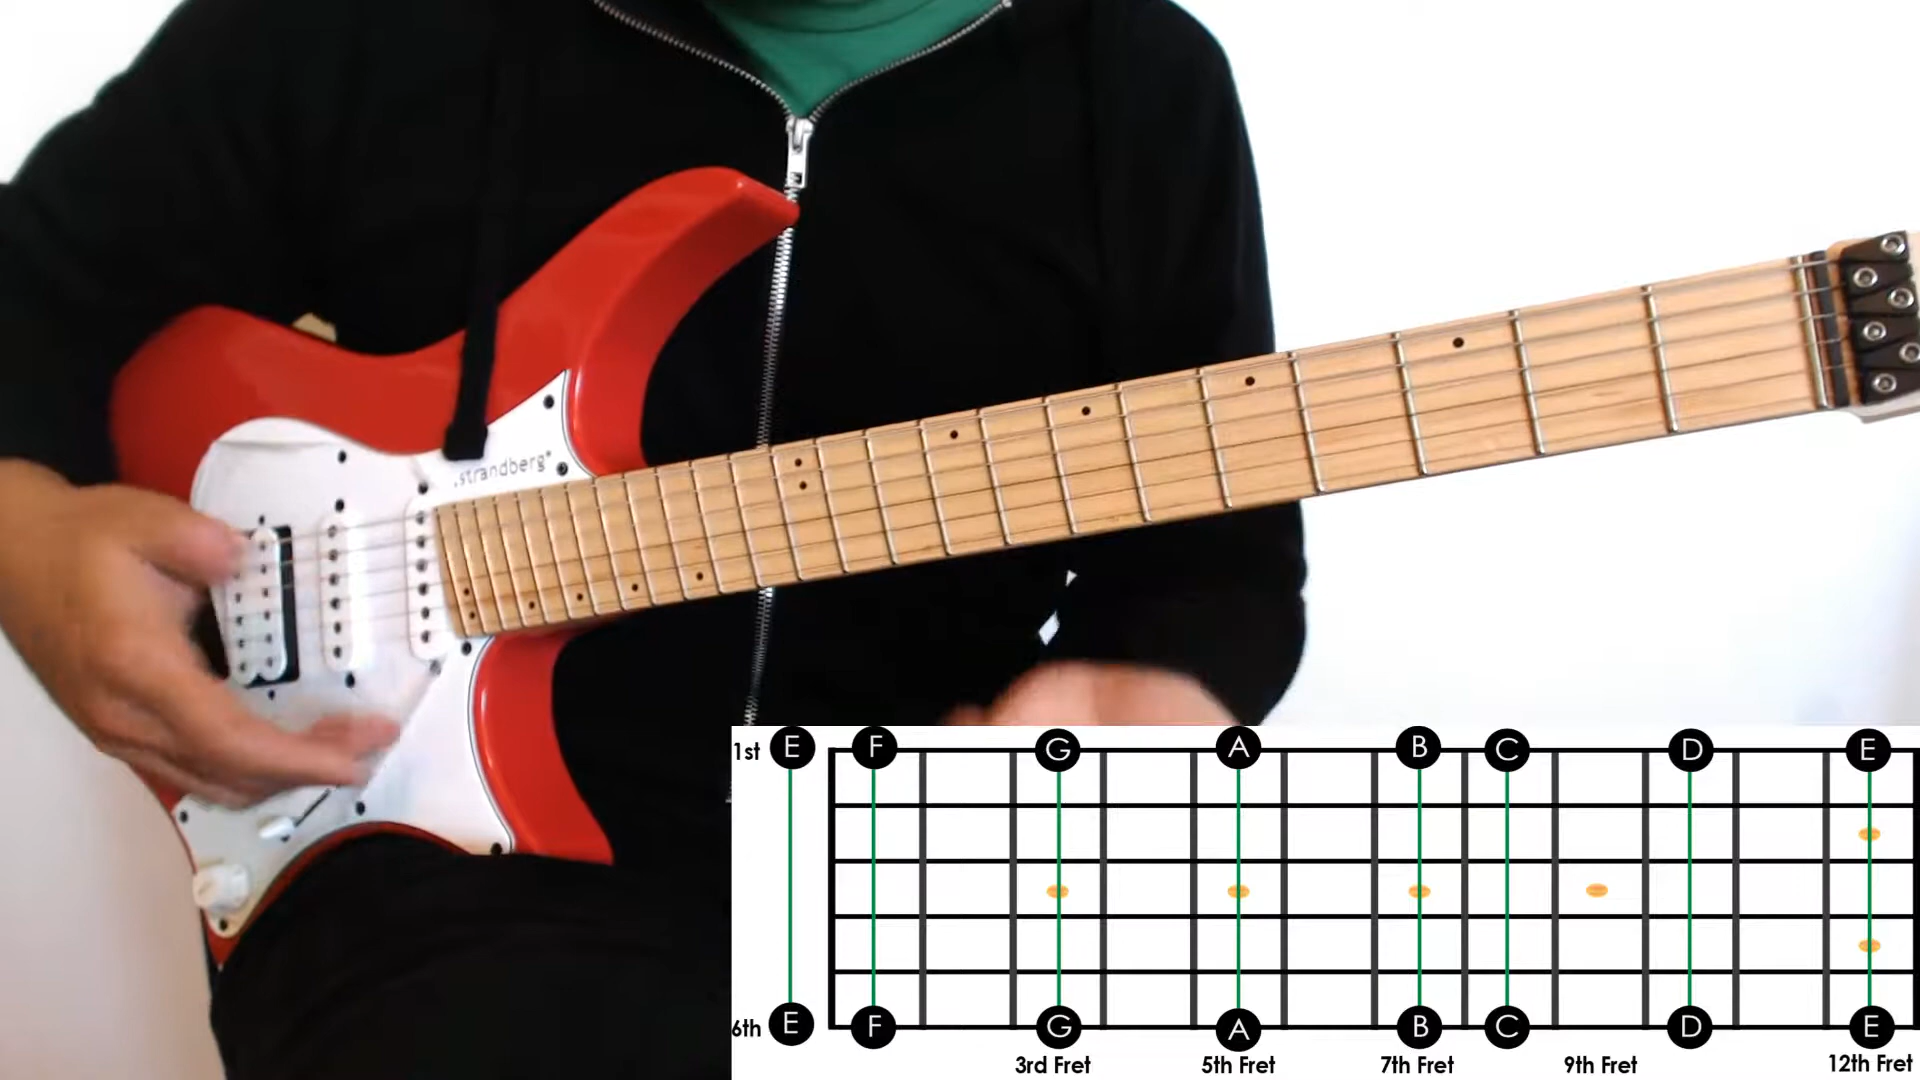 .strandberg*
1st E F G A B C D E
6th E F G A B C D E
3rd Fret 5th Fret 7th Fret 9th Fret 12th Fret